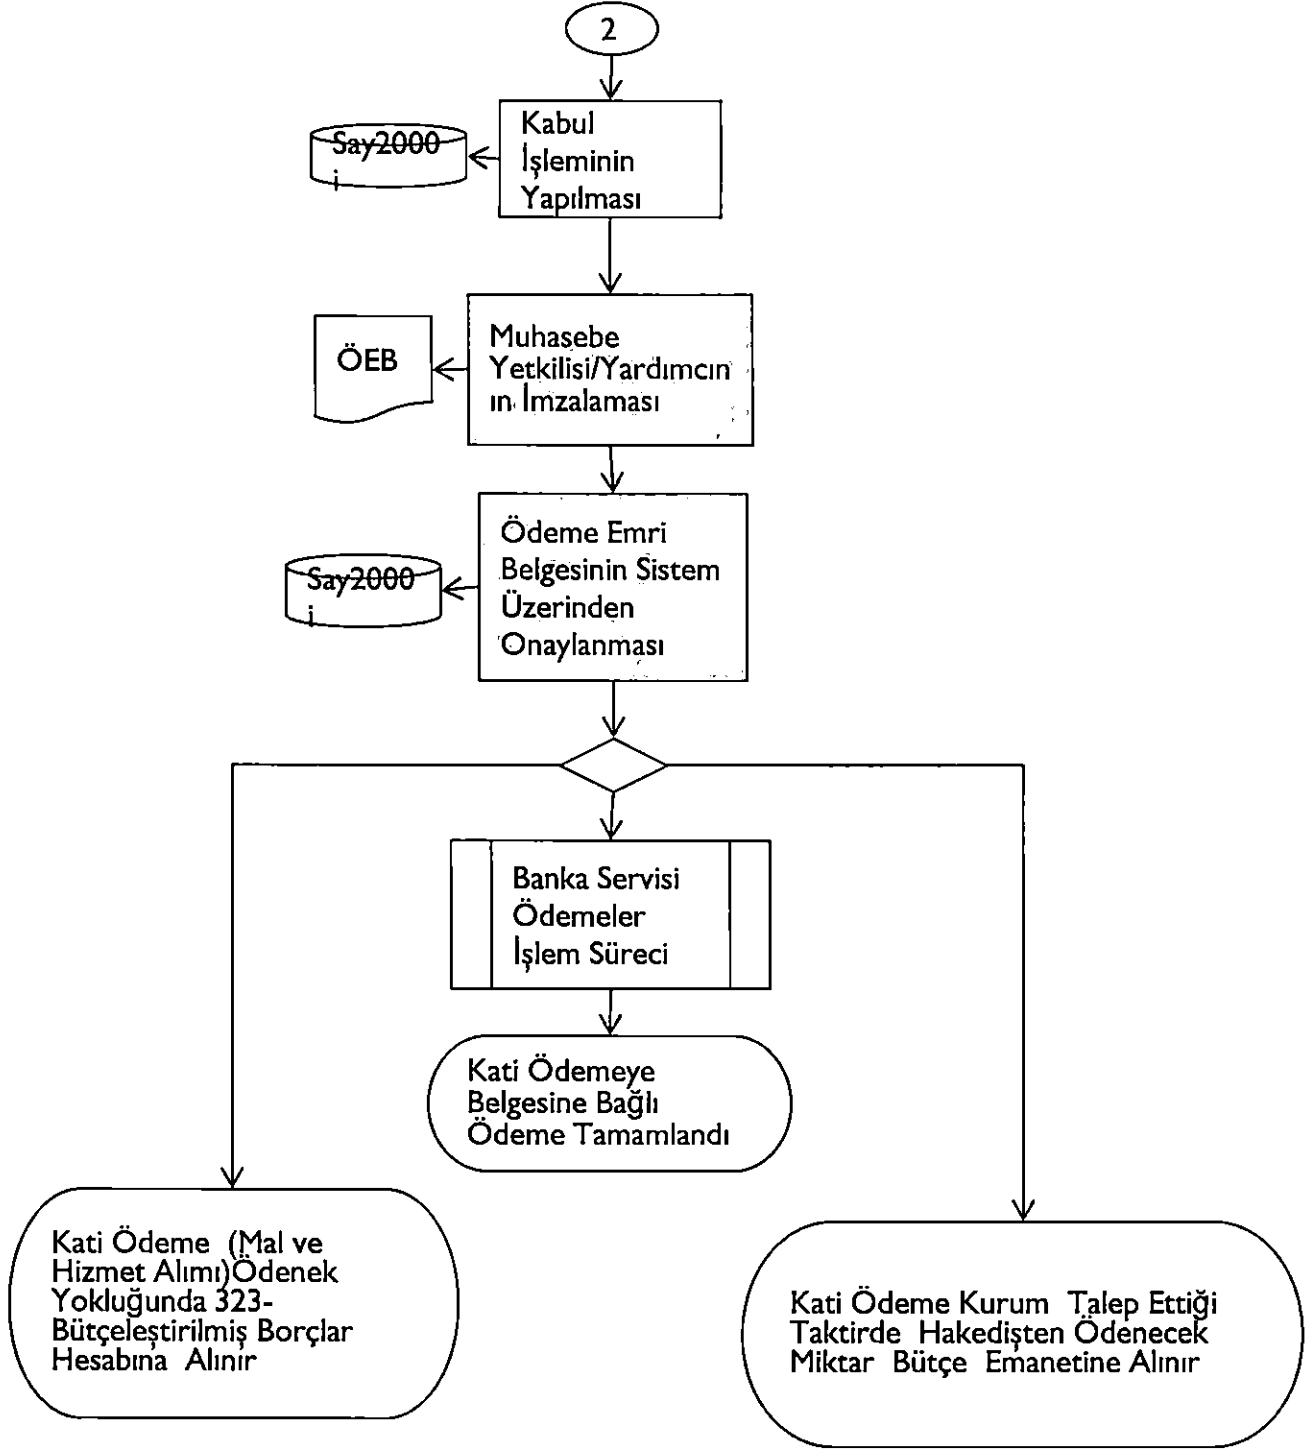 2
Say2000
i
Kabul
İşleminin
Yapılması
ÖEB
Muhasebe
Yetkilisi/Yardımcın
ın İmzalaması
Say2000
i
Ödeme Emri
Belgesinin Sistem
Üzerinden
Onaylanması
Banka Servisi
Ödemeler
İşlem Süreci
Kati Ödemeye
Belgesine Bağlı
Ödeme Tamamlandı
Kati Ödeme (Mal ve
Hizmet Alımı)Ödenek
Yokluğunda 323-
Bütçeleştirilmiş Borçlar
Hesabına Alınır
Kati Ödeme Kurum Talep Ettiği
Taktirde Hakedişten Ödenecek
Miktar Bütçe Emanetine Alınır